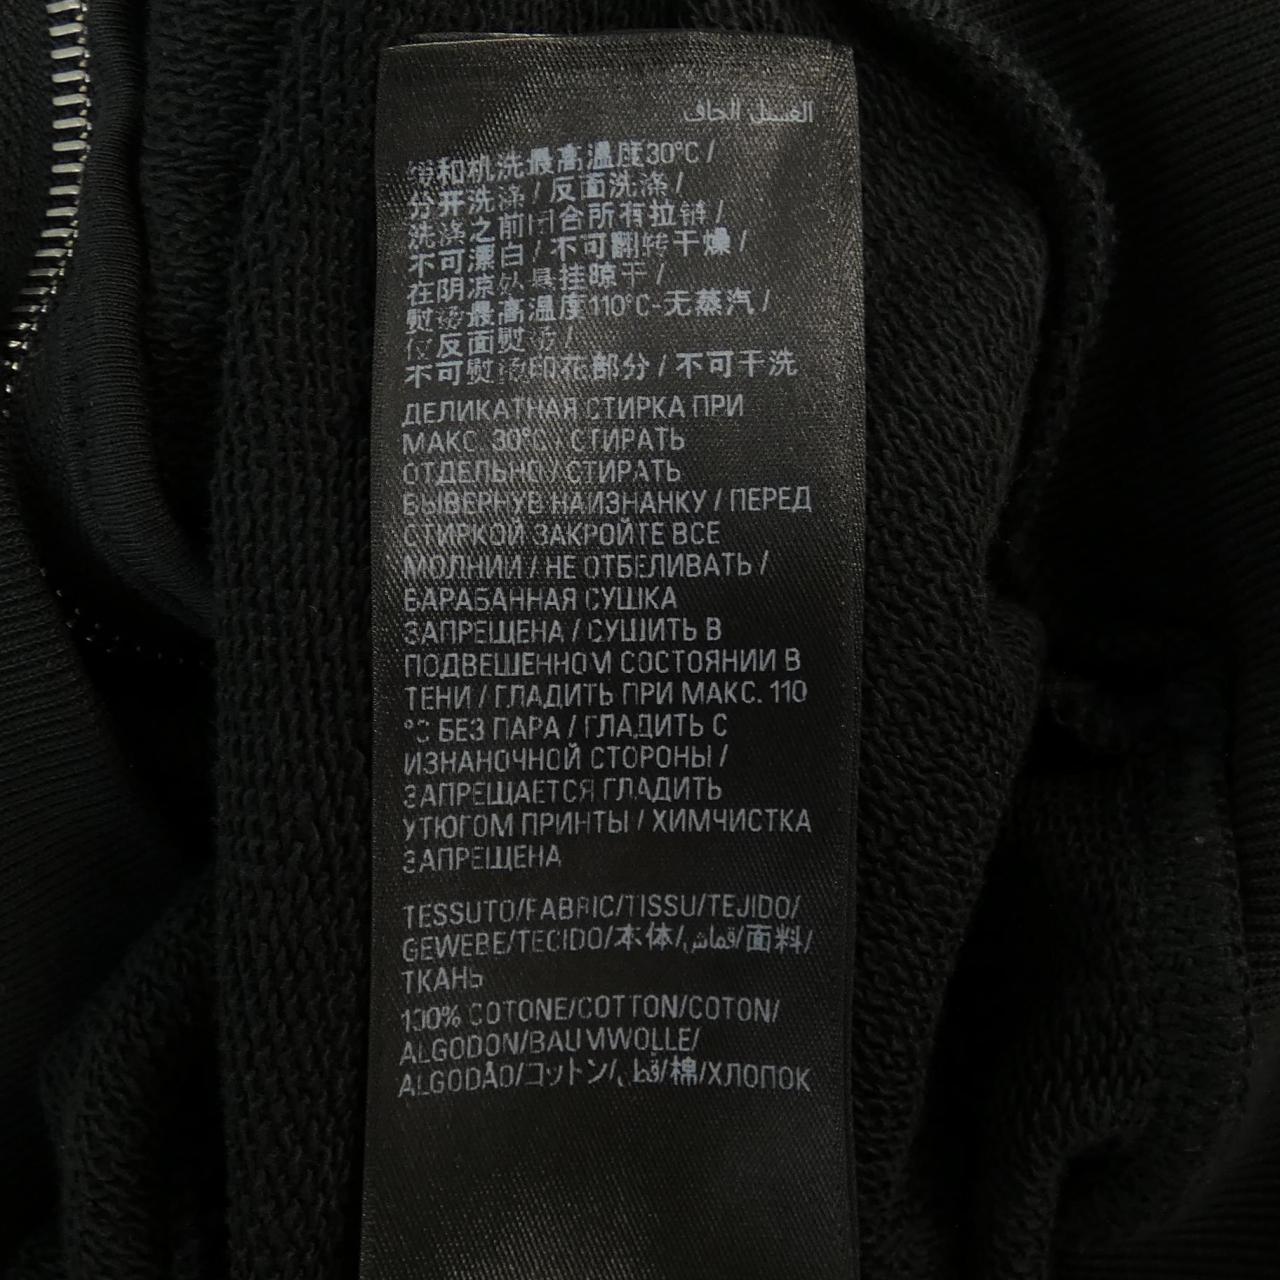 الغسل الجاف
缓和机洗最高温度30°C /
分开洗涤 / 反面洗涤 /
洗涤之前闭合所有拉链 /
不可漂白 / 不可翻转干燥 /
在阴凉处悬挂晾干 /
熨烫最高温度110°C-无蒸汽 /
反面熨烫 /
不可熨烫印花部分 / 不可干洗
ДЕЛИКАТНАЯ СТИРКА ПРИ
МАКС. 30°C / СТИРАТЬ
ОТДЕЛЬНО / СТИРАТЬ
ВЫВЕРНУВ НАИЗНАНКУ / ПЕРЕД
СТИРКОЙ ЗАКРОЙТЕ ВСЕ
МОЛНИИ / НЕ ОТБЕЛИВАТЬ /
БАРАБАННАЯ СУШКА
ЗАПРЕЩЕНА / СУШИТЬ В
ПОДВЕШЕННОМ СОСТОЯНИИ В
ТЕНИ / ГЛАДИТЬ ПРИ МАКС. 110
°C БЕЗ ПАРА / ГЛАДИТЬ С
ИЗНАНОЧНОЙ СТОРОНЫ /
ЗАПРЕЩАЕТСЯ ГЛАДИТЬ
УТЮГОМ ПРИНТЫ / ХИМЧИСТКА
ЗАПРЕЩЕНА
TESSUTO/FABRIC/TISSU/TEJIDO/
GEWEBE/TECIDO/本体/قماش/面料/
ТКАНЬ
100% COTONE/COTTON/COTON/
ALGODON/BAUMWOLLE/
ALGODÃO/コットン/قطن/棉/ХЛОПОК